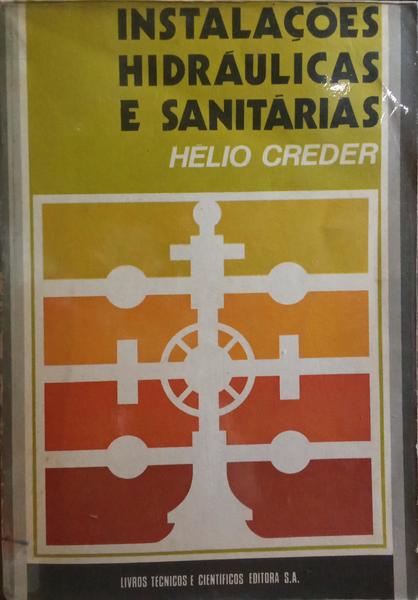 INSTALAÇÕES
HIDRÁULICAS
E SANITÁRIAS
HÉLIO CREDER
LIVROS TÉCNICOS E CIENTÍFICOS EDITORA S.A.